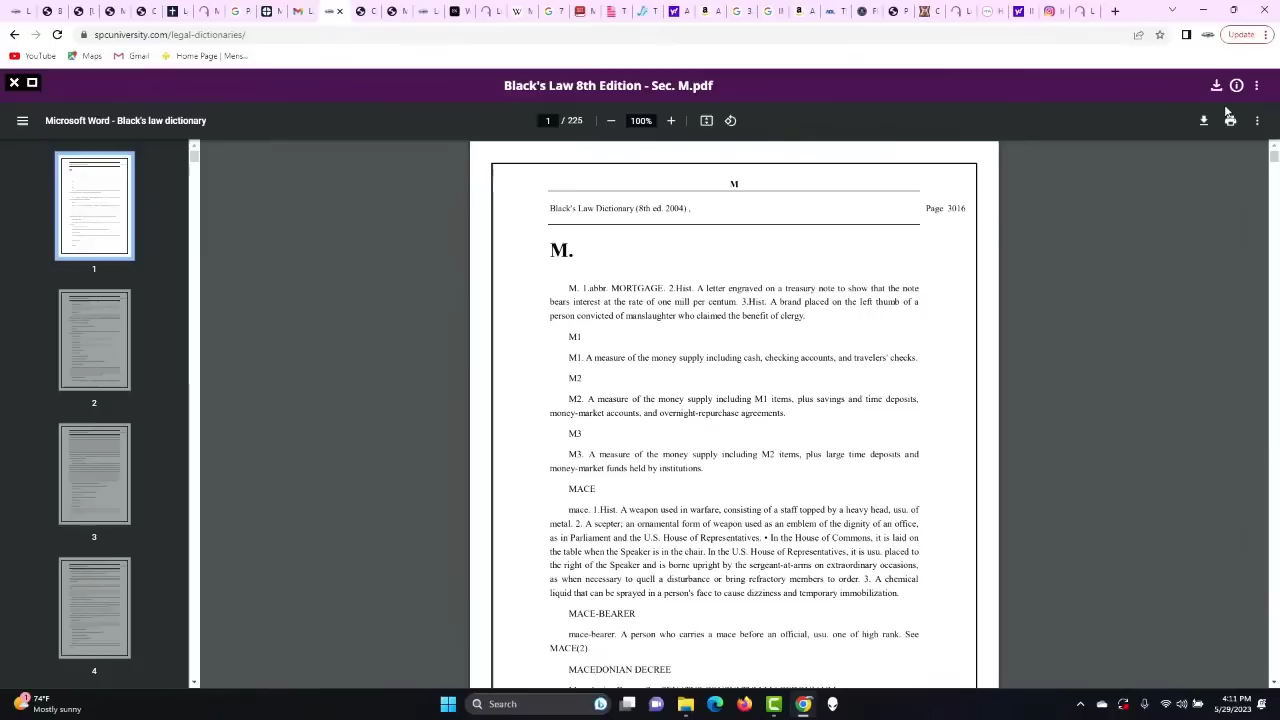 spcuniversity.com/legal-dictionaries/
Update
YouTube
Maps
Gmail
Home Page | Mens...
Black's Law 8th Edition - Sec. M.pdf
Microsoft Word - Black's law dictionary
1 / 225
100%
M
Black's Law Dictionary (8th ed. 2004) ,
Page 3016
M.
M. 1.abbr. MORTGAGE. 2.Hist. A letter engraved on a treasury note to show that the note
bears interest at the rate of one mill per centum. 3.Hist. A brand placed on the left thumb of a
person convicted of manslaughter who claimed the benefit of clergy.
M1
M1. A measure of the money supply including cash, checking accounts, and travelers' checks.
M2
M2. A measure of the money supply including M1 items, plus savings and time deposits,
money-market accounts, and overnight-repurchase agreements.
M3
M3. A measure of the money supply including M2 items, plus large time deposits and
money-market funds held by institutions.
MACE
mace. 1.Hist. A weapon used in warfare, consisting of a staff topped by a heavy head, usu. of
metal. 2. A scepter; an ornamental form of weapon used as an emblem of the dignity of an office,
as in Parliament and the U.S. House of Representatives. • In the House of Commons, it is laid on
the table when the Speaker is in the chair. In the U.S. House of Representatives, it is usu. placed to
the right of the Speaker and is borne upright by the sergeant-at-arms on extraordinary occasions,
as when necessary to quell a disturbance or bring refractory members to order. 3. A chemical
liquid that can be sprayed in a person's face to cause dizziness and temporary immobilization.
MACE-BEARER
mace-bearer. A person who carries a mace before an official, usu. one of high rank. See
MACE(2).
MACEDONIAN DECREE
1
2
3
4
1
74°F
Mostly sunny
Search
4:11 PM
5/29/2023